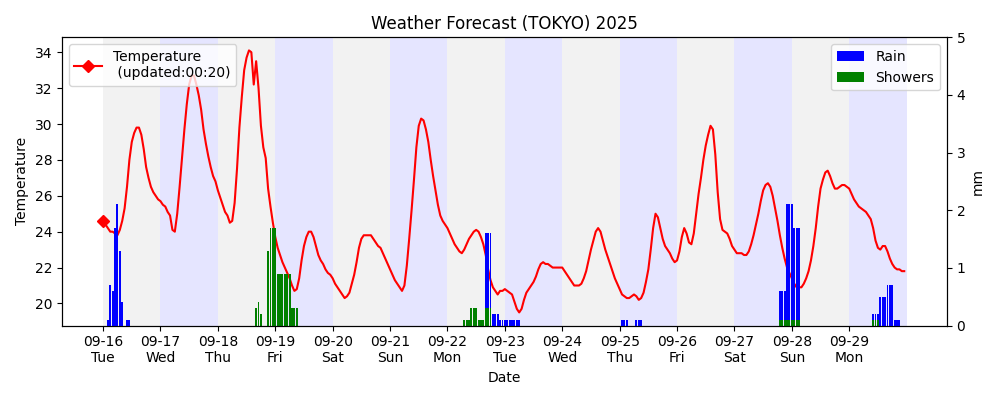 Weather Forecast (TOKYO) 2025
Temperature
(updated:00:20)
Rain
Showers
Temperature
34
32
30
28
26
24
22
20
5
4
3
2
1
0
mm
09-16 09-17 09-18 09-19 09-20 09-21 09-22 09-23 09-24 09-25 09-26 09-27 09-28 09-29
Tue Wed Thu Fri Sat Sun Mon Tue Wed Thu Fri Sat Sun Mon
Date